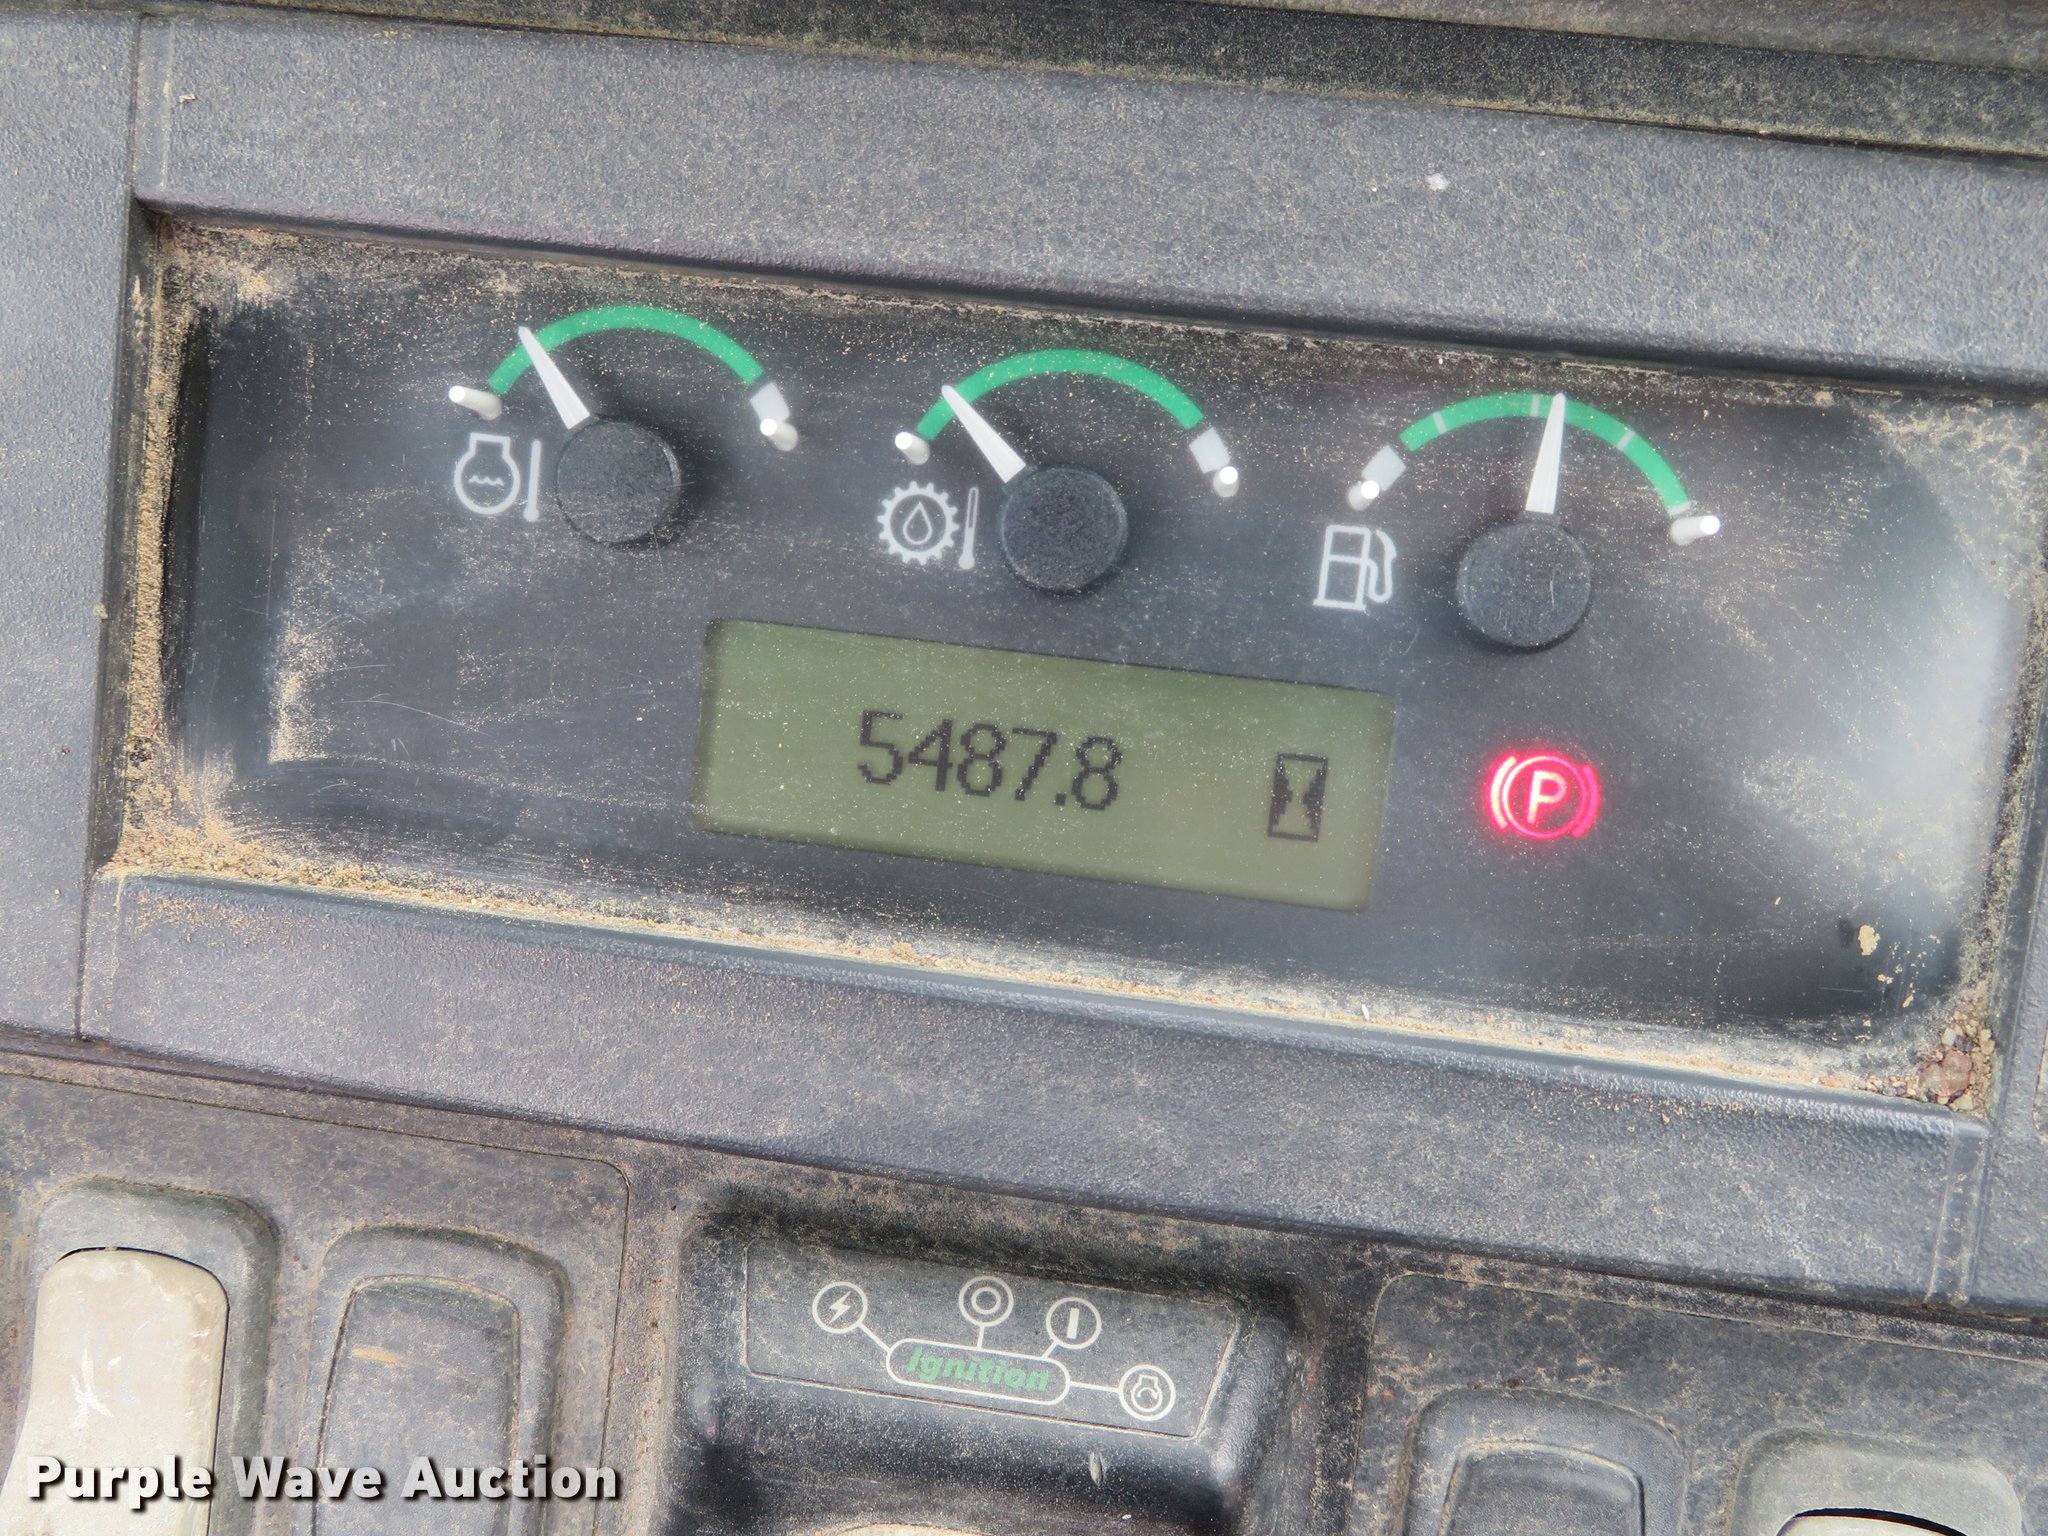 5487.8
P
Ignition
Purple Wave Auction